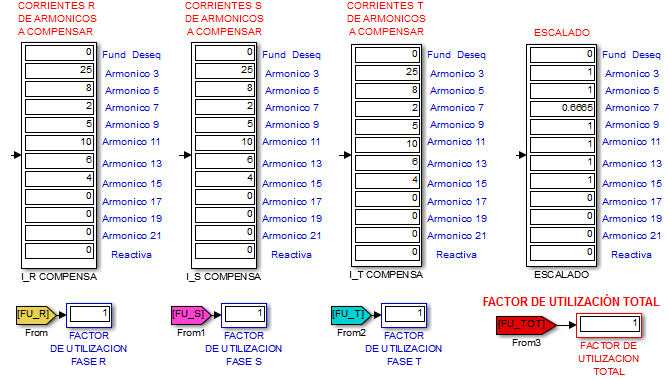 CORRIENTES R
DE ARMONICOS
A COMPENSAR
0
25
8
2
5
10
6
4
0
0
0
0
Fund Deseq
Armonico 3
Armonico 5
Armonico 7
Armonico 9
Armonico 11
Armonico 13
Armonico 15
Armonico 17
Armonico 19
Armonico 21
Reactiva
I_R COMPENSA
CORRIENTES S
DE ARMONICOS
A COMPENSAR
0
25
8
2
5
10
6
4
0
0
0
0
Fund Deseq
Armonico 3
Armonico 5
Armonico 7
Armonico 9
Armonico 11
Armonico 13
Armonico 15
Armonico 17
Armonico 19
Armonico 21
Reactiva
I_S COMPENSA
CORRIENTES T
DE ARMONICOS
A COMPENSAR
0
25
8
2
5
10
6
4
0
0
0
0
Fund Deseq
Armonico 3
Armonico 5
Armonico 7
Armonico 9
Armonico 11
Armonico 13
Armonico 15
Armonico 17
Armonico 19
Armonico 21
Reactiva
I_T COMPENSA
ESCALADO
0
1
1
0.6665
1
1
1
1
0
0
0
0
Fund Deseq
Armonico 3
Armonico 5
Armonico 7
Armonico 9
Armonico 11
Armonico 13
Armonico 15
Armonico 17
Armonico 19
Armonico 21
Reactiva
ESCALADO
[FU_R]
From
1
FACTOR
DE UTILIZACION
FASE R
[FU_S]
From1
1
FACTOR
DE UTILIZACION
FASE S
[FU_T]
From2
1
FACTOR
DE UTILIZACION
FASE T
FACTOR DE UTILIZACIÓN TOTAL
[FU_TOT]
From3
1
FACTOR DE
UTILIZACION
TOTAL